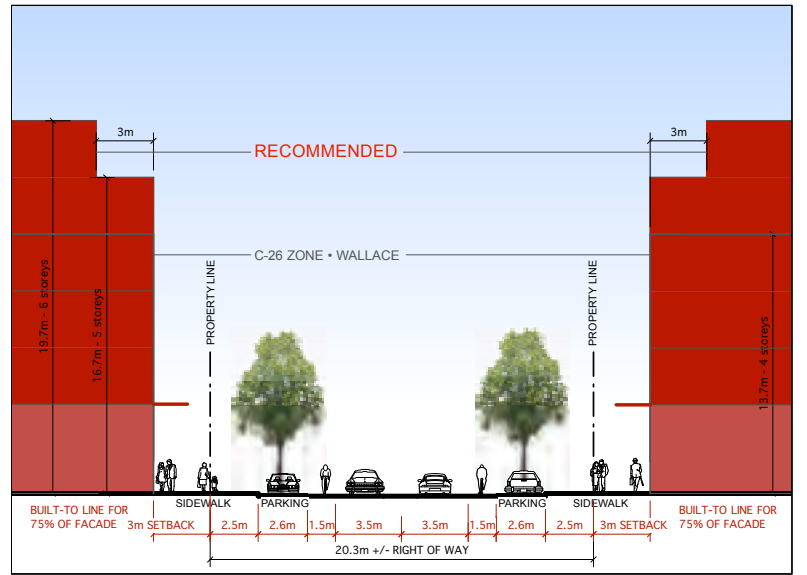 3m
3m
RECOMMENDED
C-26 ZONE • WALLACE
PROPERTY LINE
PROPERTY LINE
19.7m - 6 storeys
16.7m - 5 storeys
13.7m - 4 storeys
SIDEWALK
PARKING
PARKING
SIDEWALK
BUILT-TO LINE FOR
75% OF FACADE
3m SETBACK
2.5m
2.6m
1.5m
3.5m
3.5m
1.5m
2.6m
2.5m
3m SETBACK
BUILT-TO LINE FOR
75% OF FACADE
20.3m +/- RIGHT OF WAY